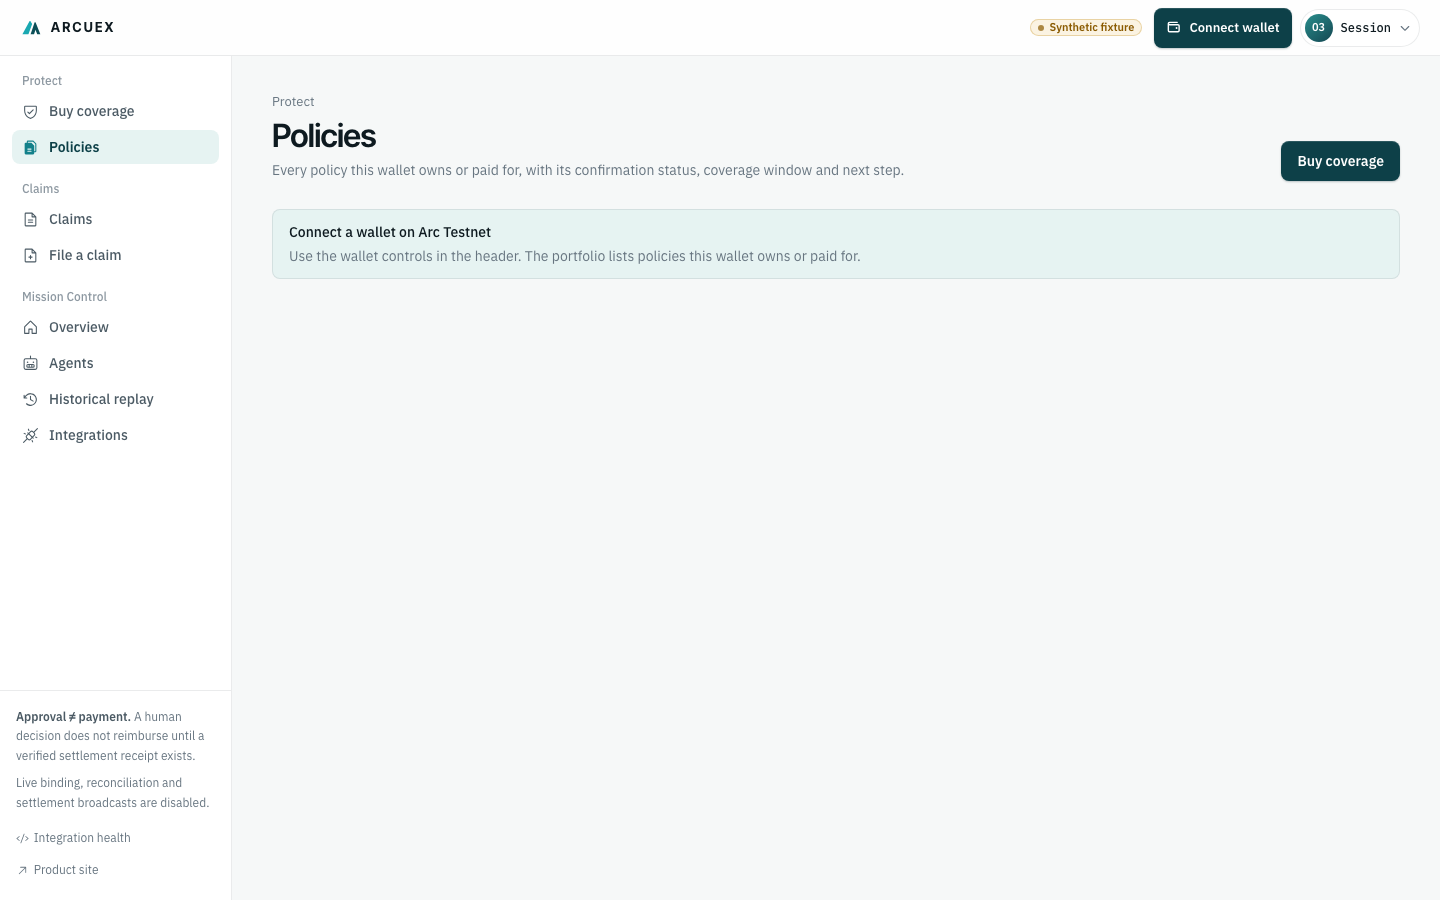 ARCUEX
Synthetic fixture
Connect wallet
03
Session
Protect
Buy coverage
Policies
Claims
Claims
File a claim
Mission Control
Overview
Agents
Historical replay
Integrations
Approval ≠ payment. A human
decision does not reimburse until a
verified settlement receipt exists.
Live binding, reconciliation and
settlement broadcasts are disabled.
Integration health
Product site
Protect
Policies
Every policy this wallet owns or paid for, with its confirmation status, coverage window and next step.
Buy coverage
Connect a wallet on Arc Testnet
Use the wallet controls in the header. The portfolio lists policies this wallet owns or paid for.